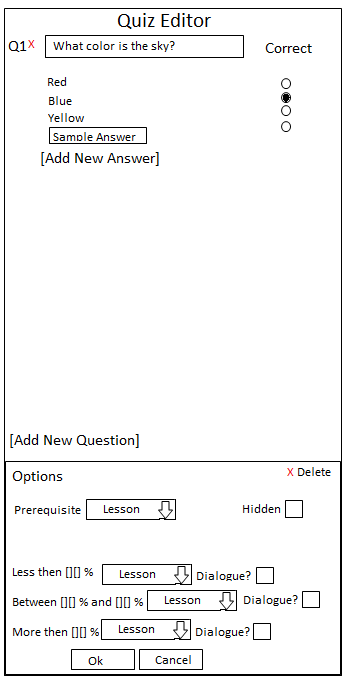 Quiz Editor
Q1 X What color is the sky? Correct
Red
Blue
Yellow
Sample Answer
[Add New Answer]
[Add New Question]
Options X Delete
Prerequisite Lesson Hidden
Less then [][] % Lesson Dialogue?
Between [][] % and [][] % Lesson Dialogue?
More then [][] % Lesson Dialogue?
Ok Cancel